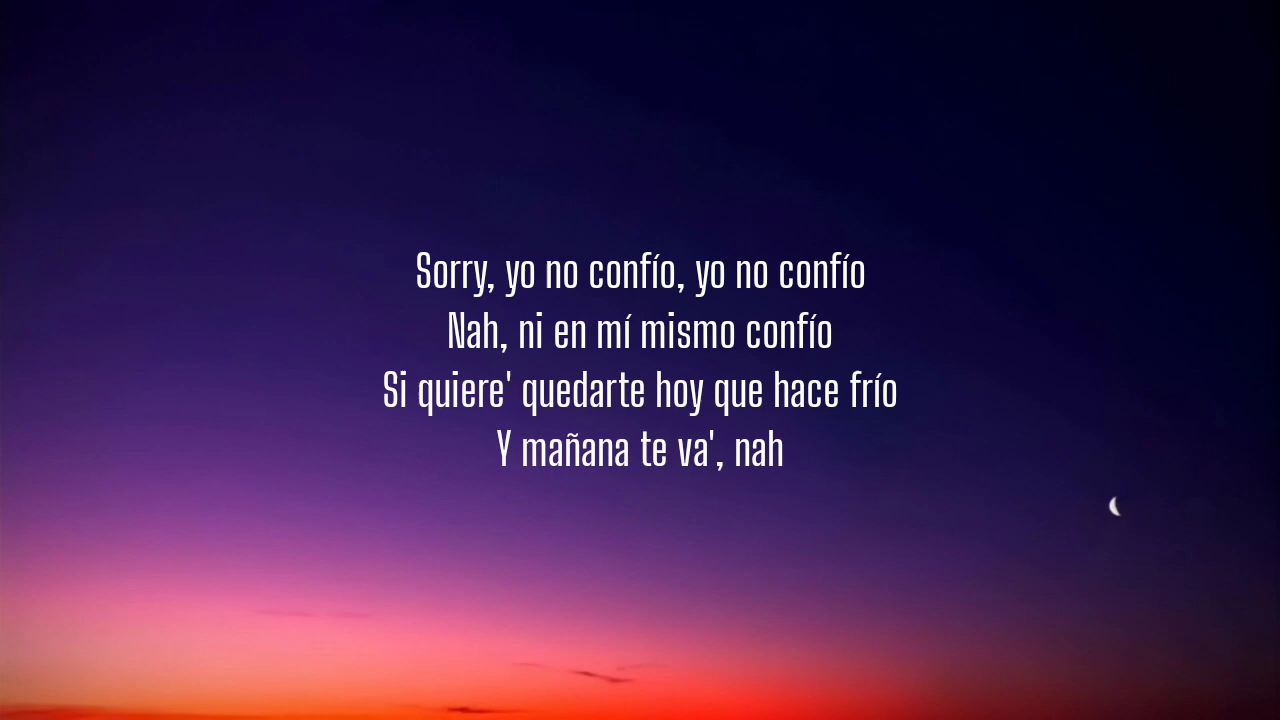 Sorry, yo no confío, yo no confío
Nah, ni en mí mismo confío
Si quiere' quedarte hoy que hace frío
Y mañana te va', nah